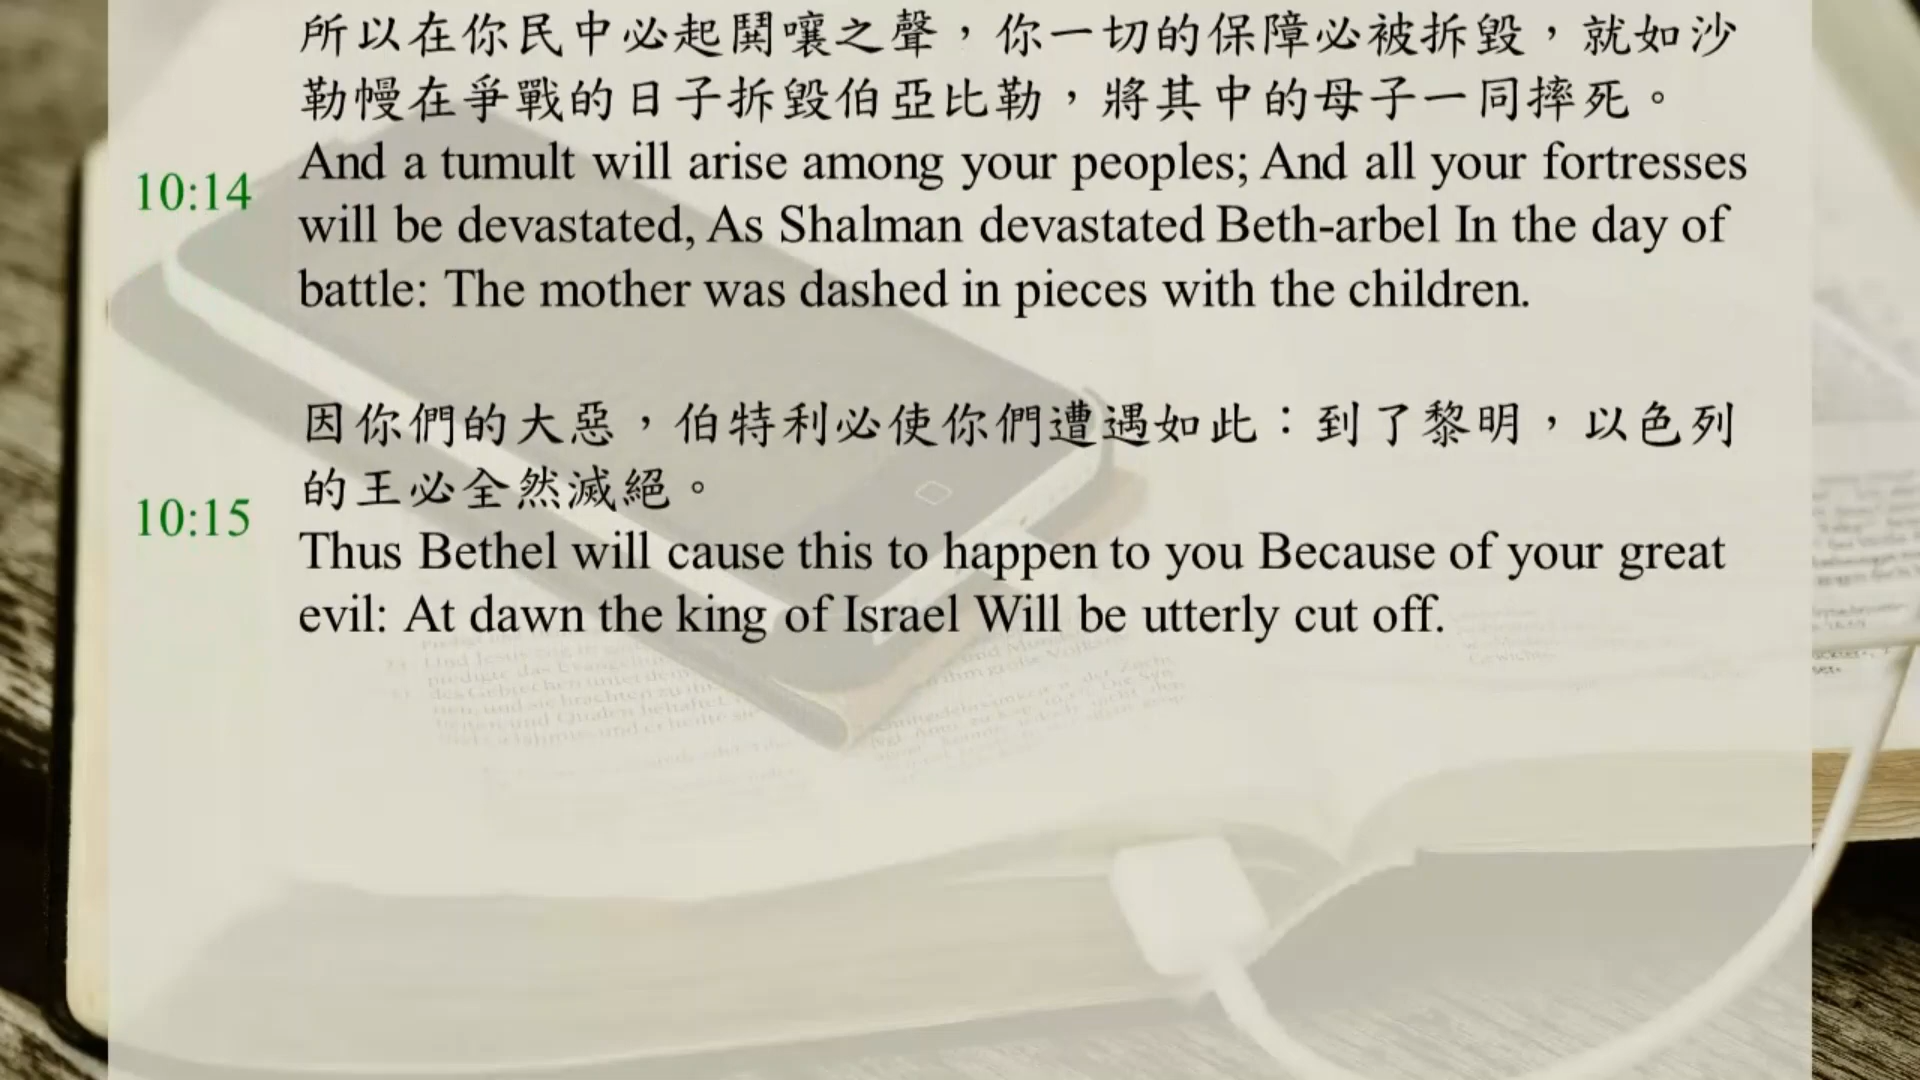 所以在你民中必起鬨嚷之聲，你一切的保障必被拆毀，就如沙
勒幔在爭戰的日子拆毀伯亞比勒，將其中的母子一同摔死。
10:14
And a tumult will arise among your peoples; And all your fortresses
will be devastated, As Shalman devastated Beth-arbel In the day of
battle: The mother was dashed in pieces with the children.
因你們的大惡，伯特利必使你們遭遇如此：到了黎明，以色列
的王必全然滅絕。
10:15
Thus Bethel will cause this to happen to you Because of your great
evil: At dawn the king of Israel Will be utterly cut off.